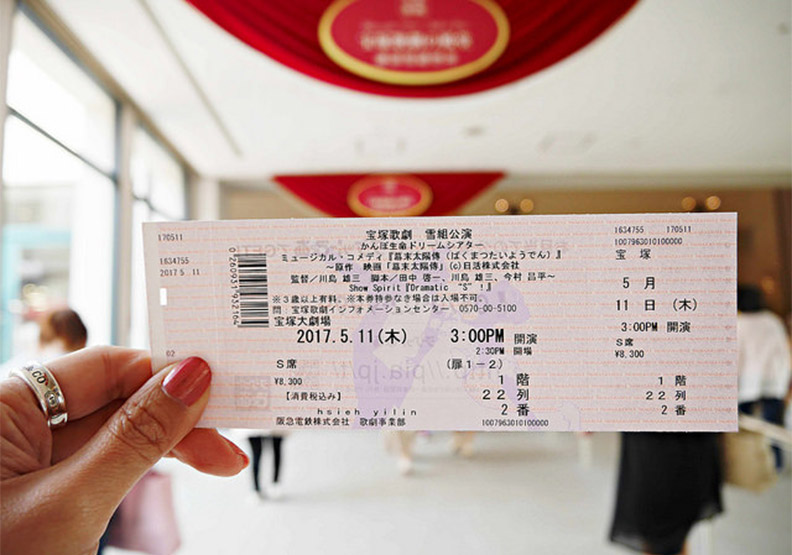 170511
1634755
2017 5. 11
0726093793 2164
02
宝塚歌劇 雪組公演
かんぽ生命ドリームシアター
ミュージカル・コメディ『幕末太陽傳(ばくまつたいようでん)』
~原作 映画「幕末太陽傳」(c)日活株式会社
監督/川島 雄三 脚本/田中 啓一、川島 雄三、今村 昌平~
Show Spirit『Dramatic "S"!』
※3歳以上有料、※本券持参なき場合は入場不可。
問:宝塚歌劇インフォメーションセンター 0570-00-5100
宝塚大劇場
2017.5.11(木) 3:00PM 開演
2:30PM 開場
S席 (扉1-2)
¥8,300 1階
【消費税込み】 22列
2番
hsieh yilin
阪急電鉄株式会社 歌劇事業部 1007963010100000
1634755 170511
1007963010100000
宝 塚
5月
11日(木)
3:00PM 開演
S席
¥8,300
1階
22列
2番